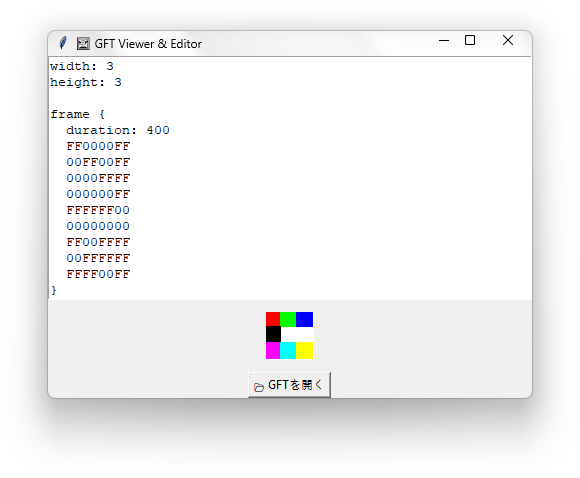 GFT Viewer & Editor
width: 3
height: 3
frame {
duration: 400
FF0000FF
00FF00FF
0000FFFF
000000FF
FFFFFF00
00000000
FF00FFFF
00FFFFFF
FFFF00FF
}
GFTを開く